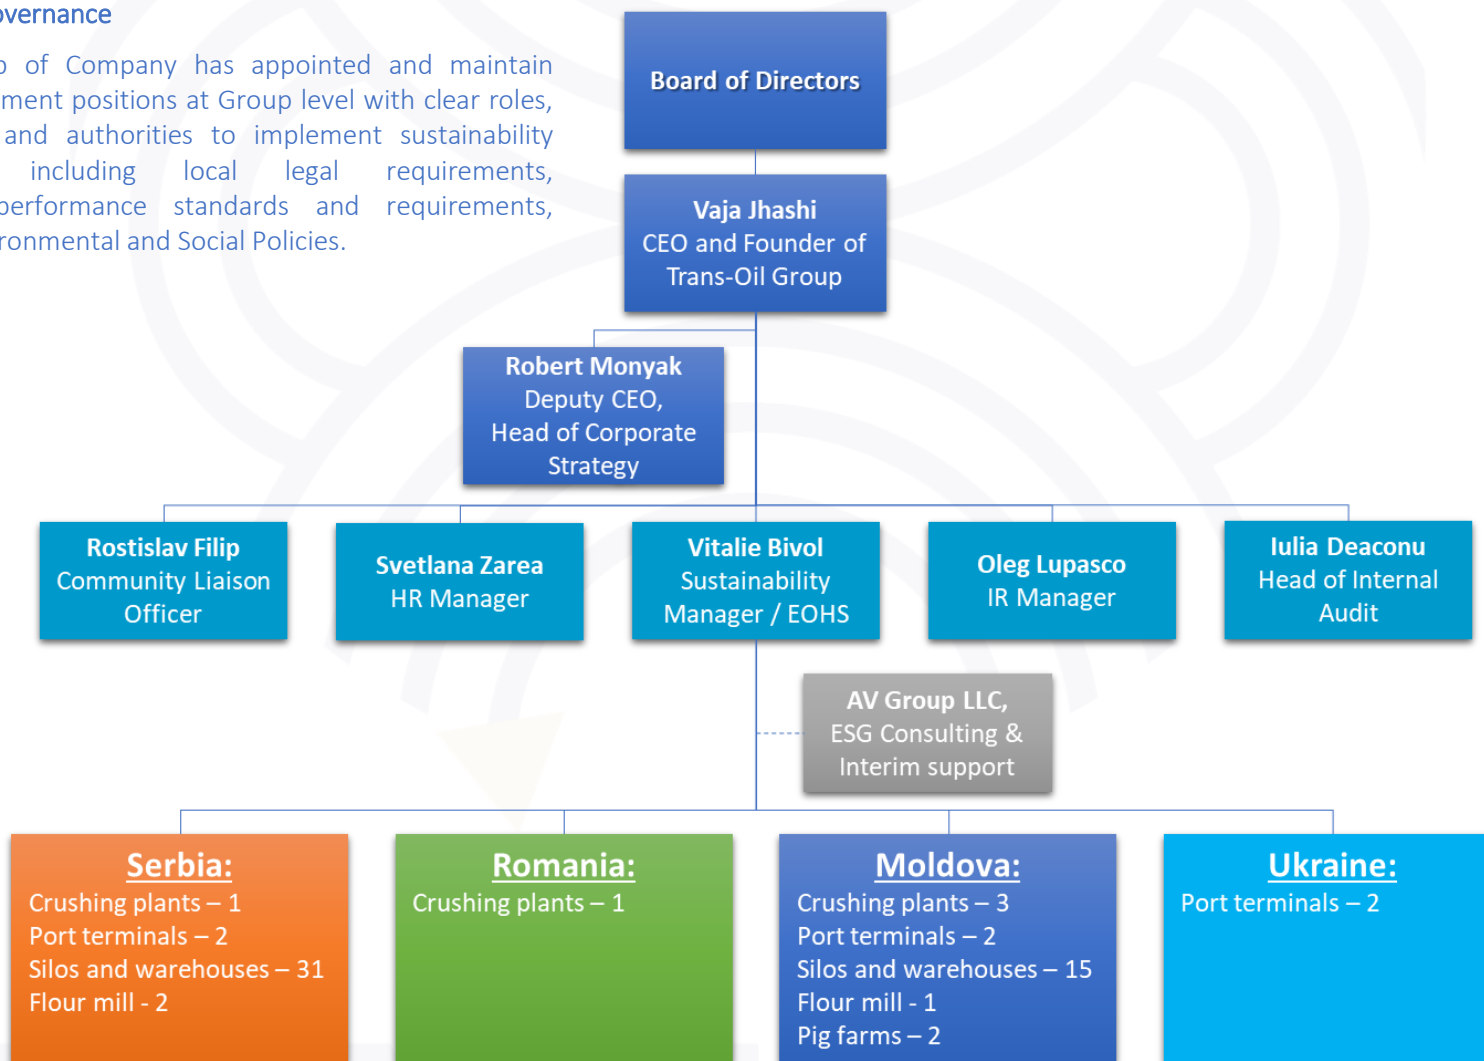 of Company has appointed and maintain
positions at Group level with clear roles,
and authorities to implement sustainability
including local legal requirements,
performance standards and requirements,
and Social Policies.
Board of Directors
Vaja Jhashi
CEO and Founder of
Trans-Oil Group
Robert Monyak
Deputy CEO,
Head of Corporate
Strategy
Rostislav Filip
Community Liaison
Officer
Svetlana Zarea
HR Manager
Vitalie Bivol
Sustainability
Manager / EOHS
Oleg Lupasco
IR Manager
Iulia Deaconu
Head of Internal
Audit
AV Group LLC,
ESG Consulting &
Interim support
Serbia:
Crushing plants – 1
Port terminals – 2
Silos and warehouses – 31
Flour mill - 2
Romania:
Crushing plants – 1
Moldova:
Crushing plants – 3
Port terminals – 2
Silos and warehouses – 15
Flour mill - 1
Pig farms – 2
Ukraine:
Port terminals – 2